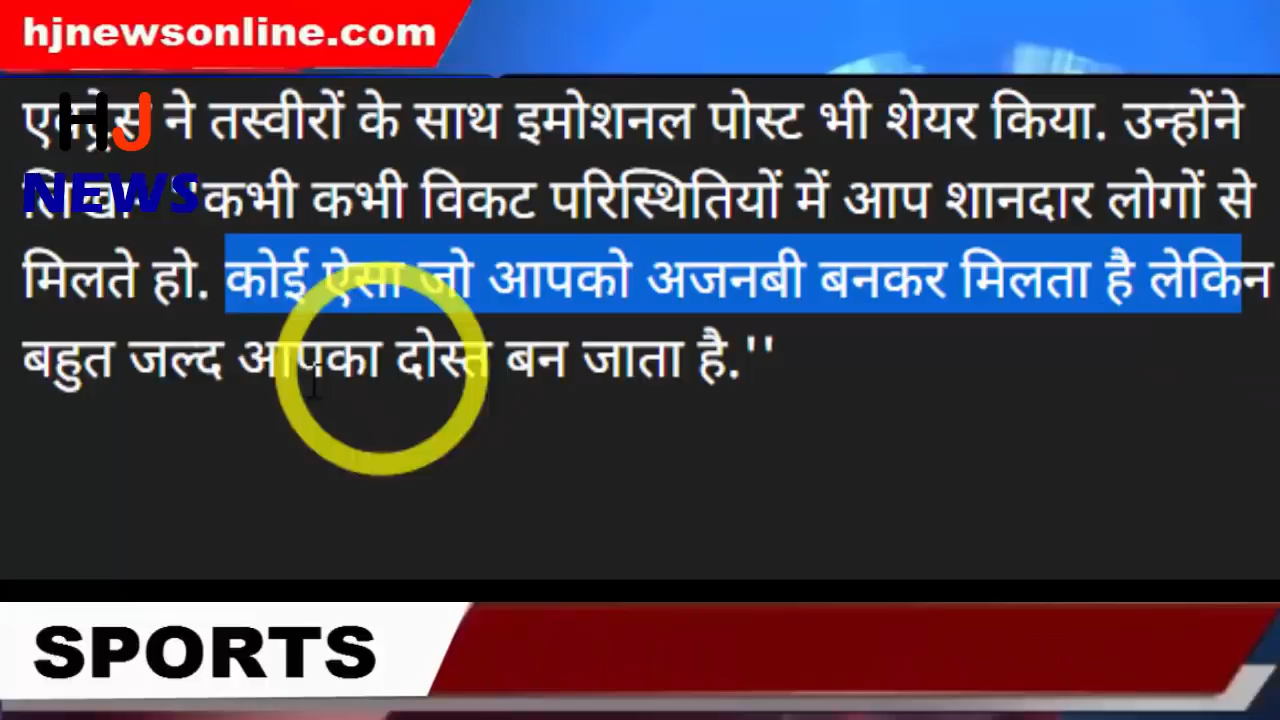 hjnewsonline.com
HJ
NEWS
ने तस्वीरों के साथ इमोशनल पोस्ट भी शेयर किया. उन्होंने
कभी कभी विकट परिस्थितियों में आप शानदार लोगों से
मिलते हो. कोई ऐसा जो आपको अजनबी बनकर मिलता है लेकिन
बहुत जल्द आपका दोस्त बन जाता है.''
SPORTS